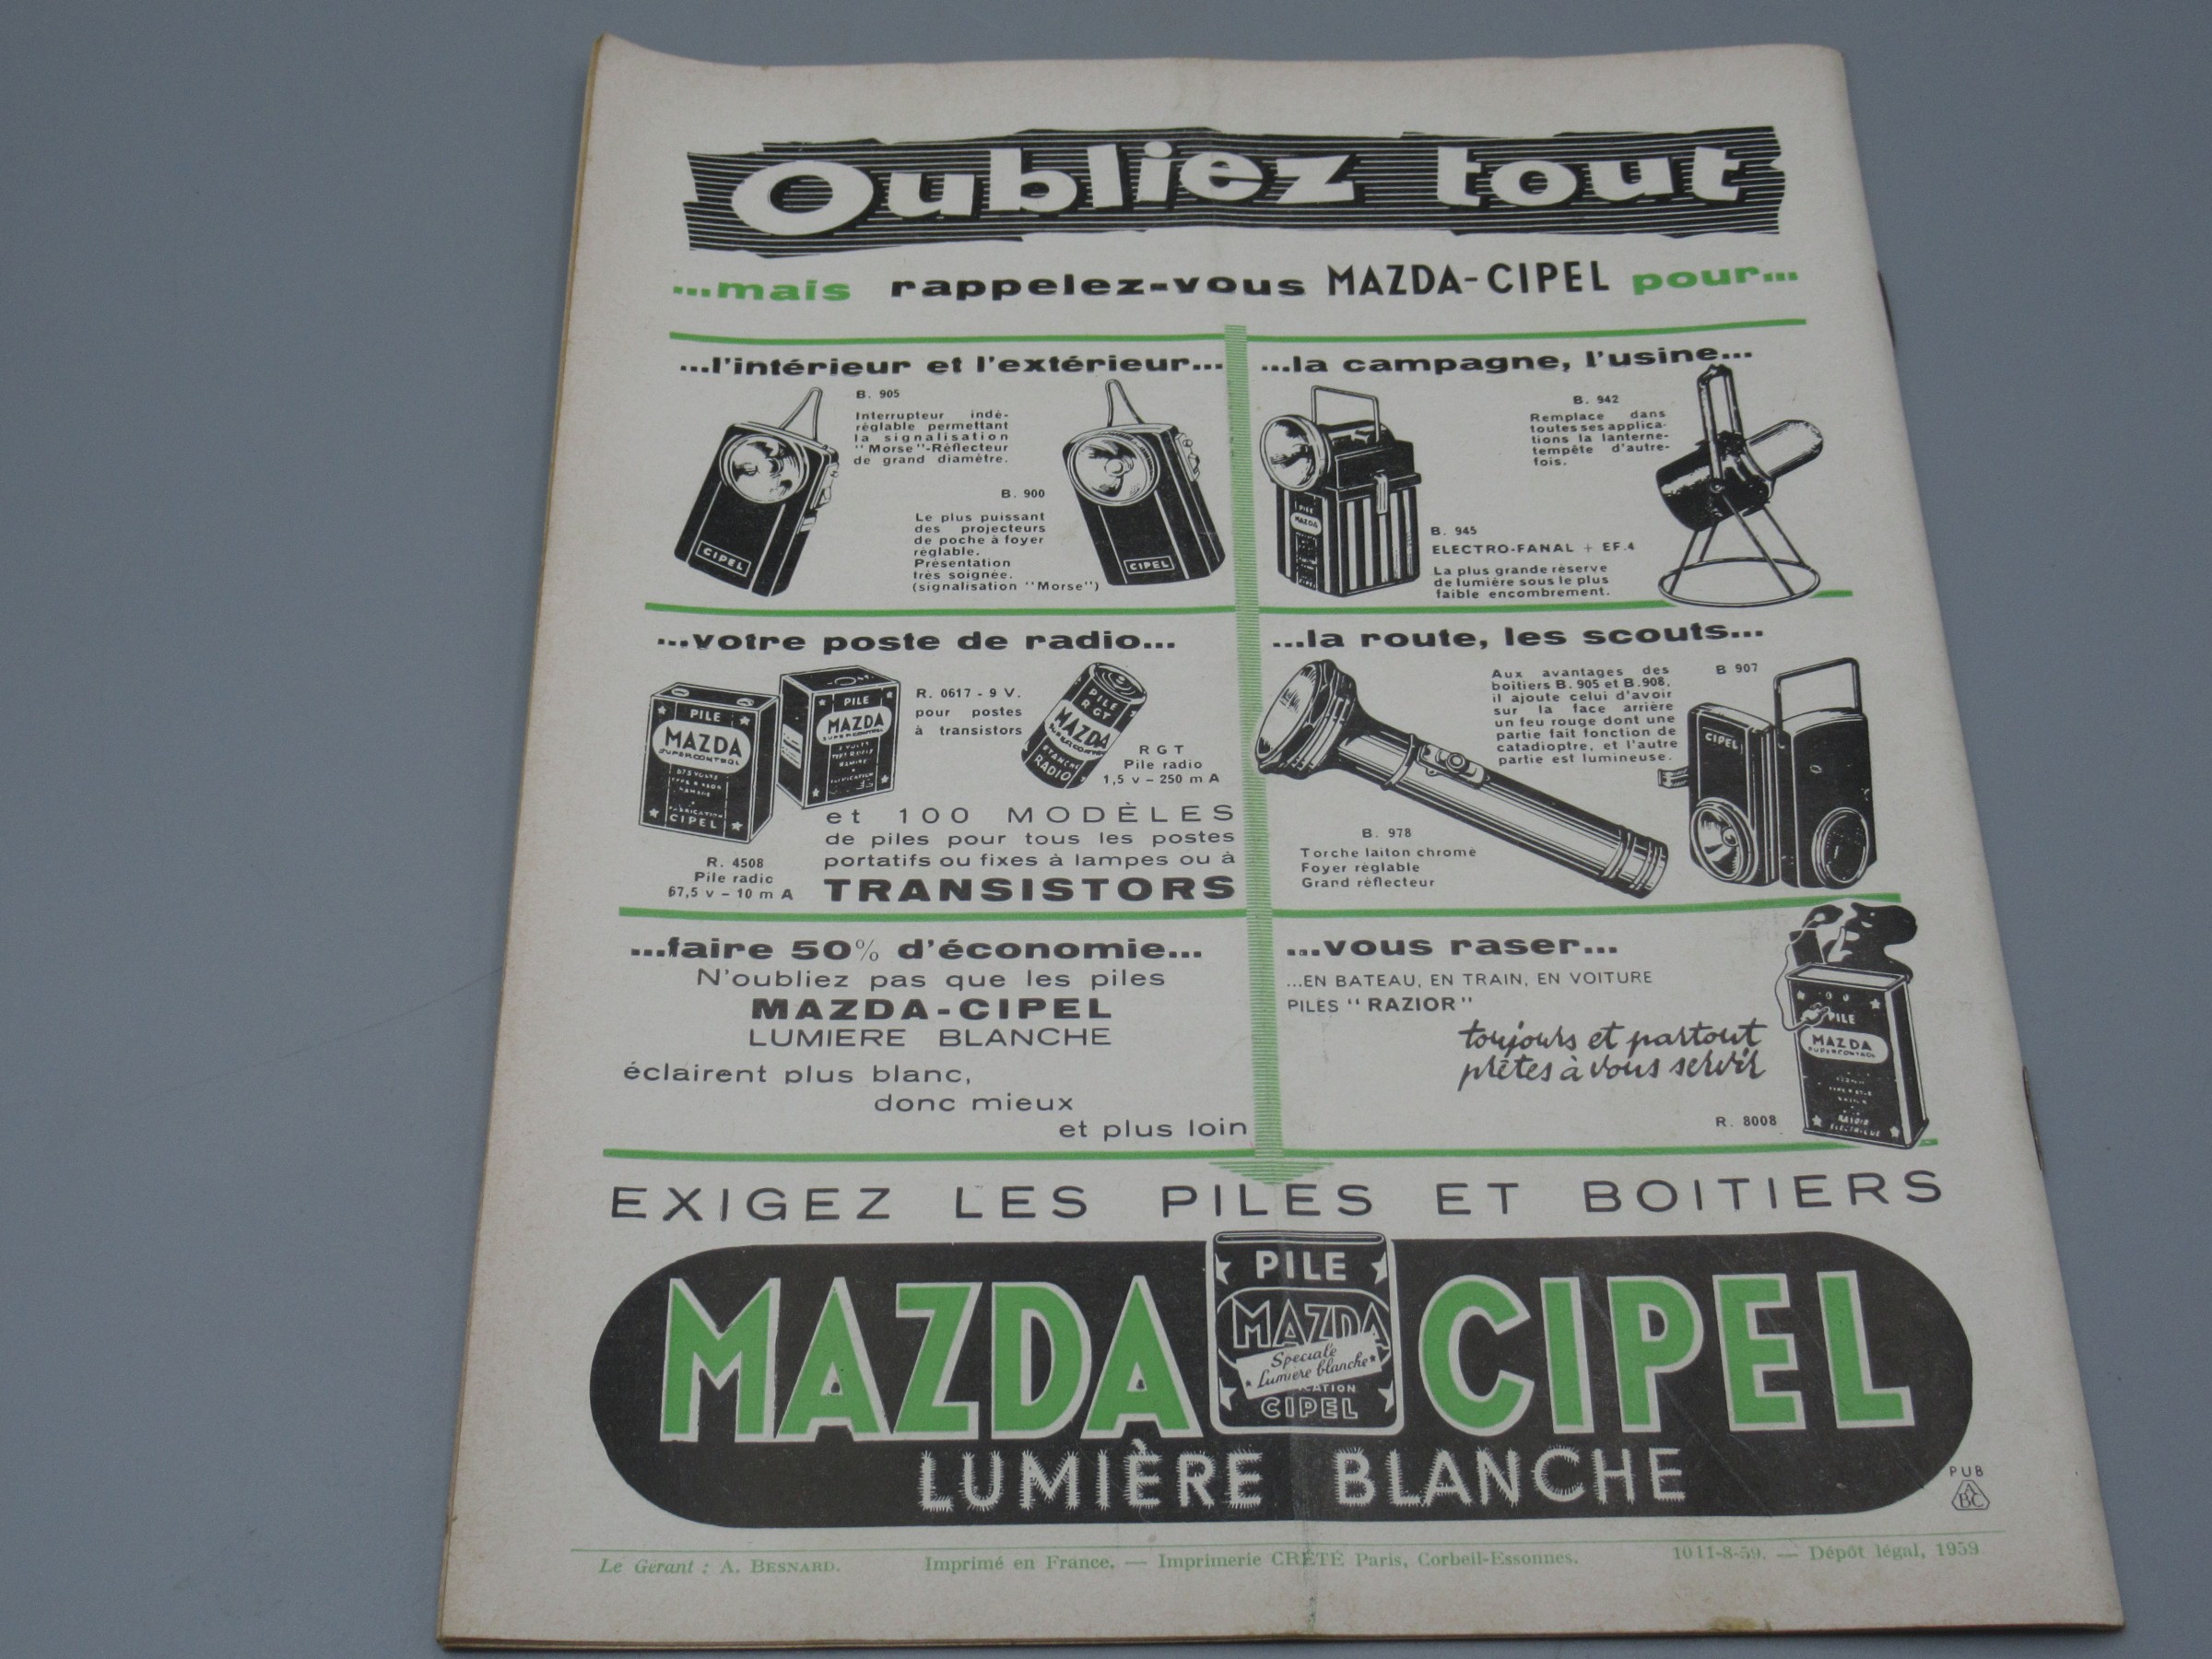 Oubliez tout
...mais rappelez-vous MAZDA-CIPEL pour...
...l'intérieur et l'extérieur...
B. 905
Interrupteur indé-
réglable permettant
la signalisation
"Morse"-Réflecteur
de grand diamètre.
B. 900
Le plus puissant
des projecteurs
de poche à foyer
réglable.
Présentation
très soignée.
(signalisation "Morse")
CIPEL
CIPEL
...la campagne, l'usine...
B. 942
Remplace dans
toutes ses applica-
tions la lanterne-
tempête d'autre-
fois.
PILE
MAZDA
B. 945
ELECTRO-FANAL + EF.4
La plus grande réserve
de lumière sous le plus
faible encombrement.
...votre poste de radio...
PILE
MAZDA
SUPERCONTROL
FABRICATION
CIPEL
PILE
MAZDA
SUPERCONTROL
R. 0617 - 9 V.
pour postes
à transistors
PILE
RGT
MAZDA
ETANCHE
RADIO
RGT
Pile radio
1,5 v – 250 m A
R. 4508
Pile radio
67,5 v – 10 m A
et 100 MODÈLES
de piles pour tous les postes
portatifs ou fixes à lampes ou à
TRANSISTORS
...la route, les scouts...
Aux avantages des
boîtiers B. 905 et B.908,
il ajoute celui d'avoir
sur la face arrière
un feu rouge dont une
partie fait fonction de
catadioptre, et l'autre
partie est lumineuse.
B 907
CIPEL
B. 978
Torche laiton chromé
Foyer réglable
Grand réflecteur
...faire 50% d'économie...
N'oubliez pas que les piles
MAZDA-CIPEL
LUMIERE BLANCHE
éclairent plus blanc,
donc mieux
et plus loin
...vous raser...
...EN BATEAU, EN TRAIN, EN VOITURE
PILES "RAZIOR"
toujours et partout
prêtes à vous servir
R. 8008
PILE
MAZDA
SUPERCONTROL
RASOIR
ELECTRIQUE
EXIGEZ LES PILES ET BOITIERS
MAZDA CIPEL
PILE
MAZDA
Speciale
Lumiere blanche
CIPEL
LUMIÈRE BLANCHE
PUB
ABC
Le Gerant : A. BESNARD. Imprimé en France. — Imprimerie CRÉTÉ Paris, Corbeil-Essonnes. 1011-8-59. — Dépôt légal, 1959